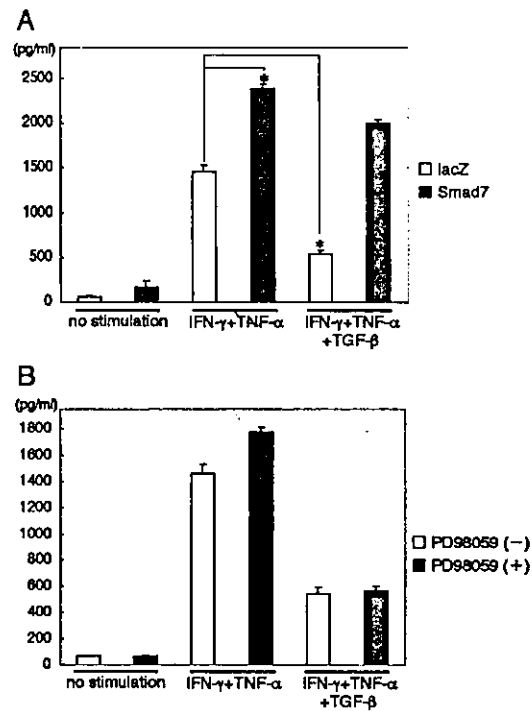 A
(pg/ml)
2500
2000
1500
1000
500
0
*
*
lacZ
Smad7
no stimulation
IFN-γ+TNF-α
IFN-γ+TNF-α
+TGF-β
B
(pg/ml)
1800
1600
1400
1200
1000
800
600
400
200
0
PD98059 (−)
PD98059 (+)
no stimulation
IFN-γ+TNF-α
IFN-γ+TNF-α
+TGF-β